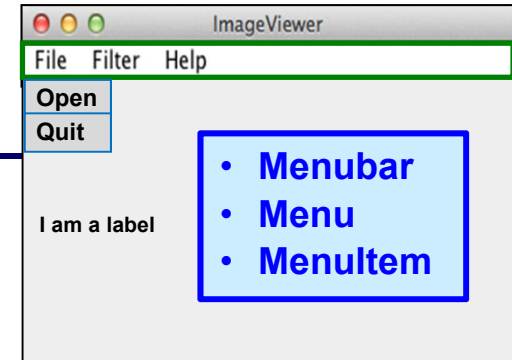 ImageViewer
File Filter Help
Open
Quit
• Menubar
• Menu
• MenuItem
I am a label